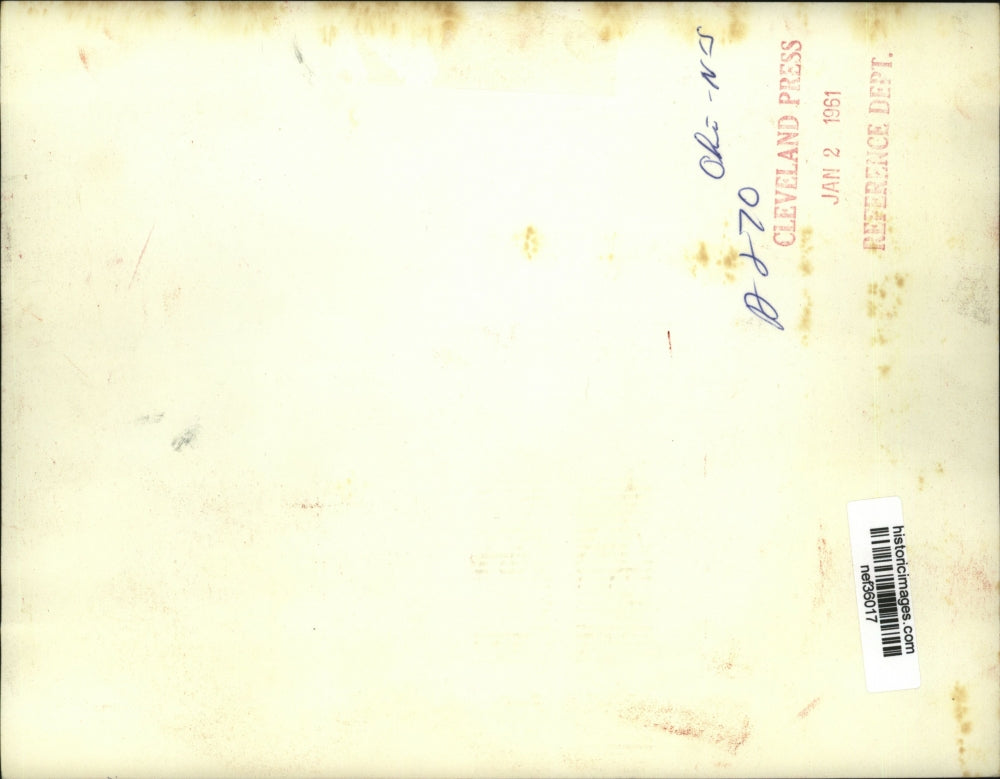 CLEVELAND PRESS
JAN 2 1961
REFERENCE DEPT.
historicimages.com
nef36017